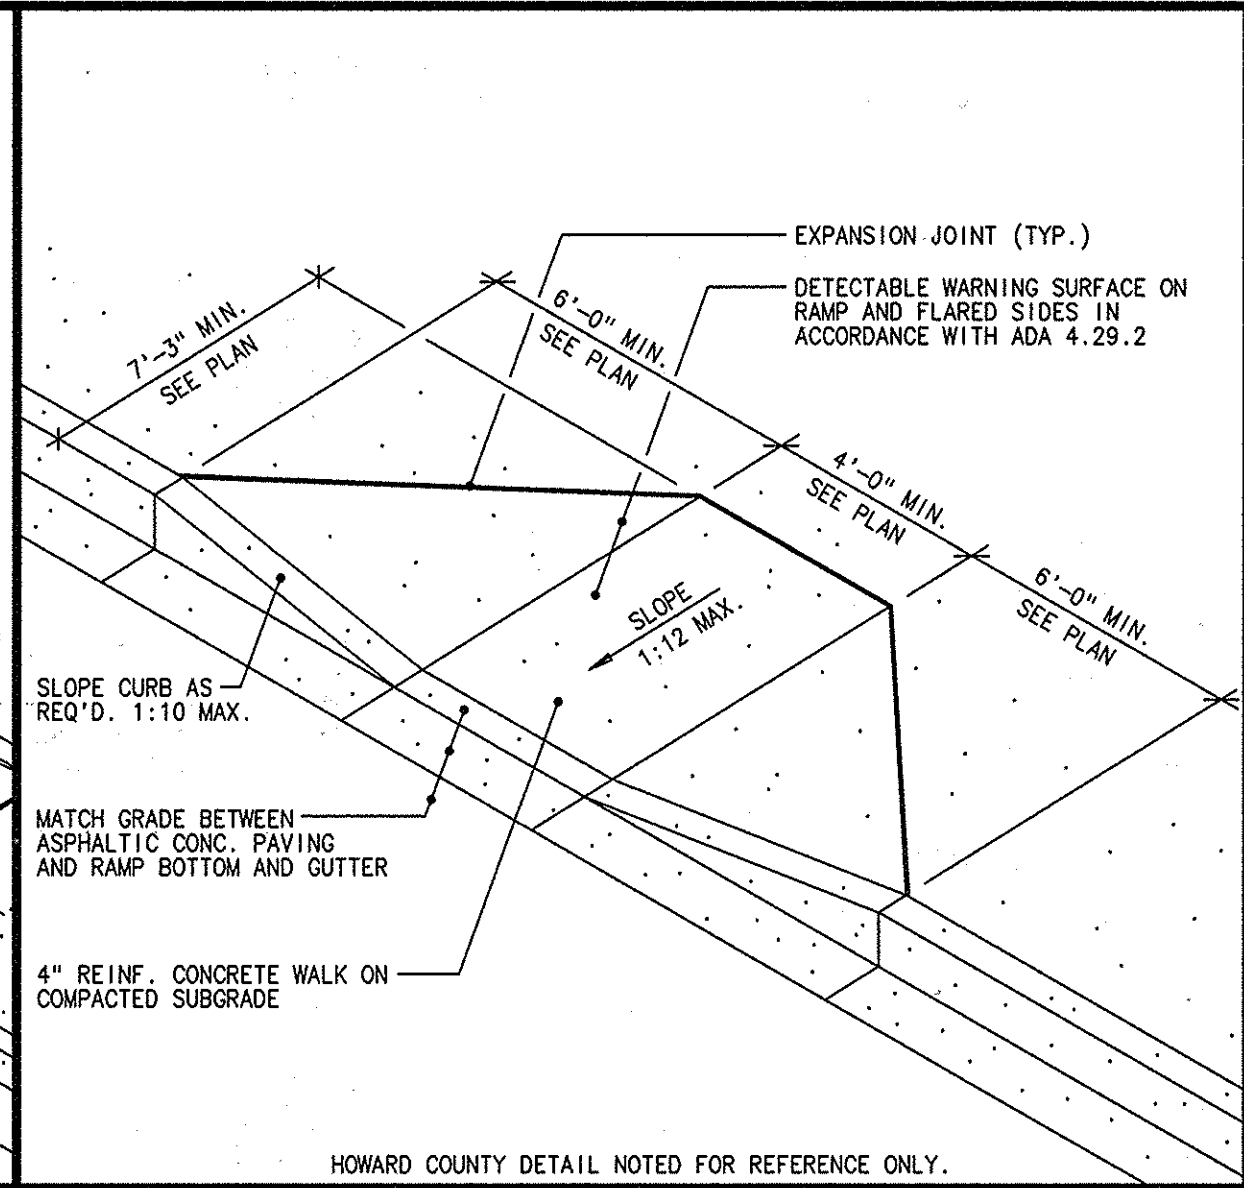 EXPANSION JOINT (TYP.)
DETECTABLE WARNING SURFACE ON
RAMP AND FLARED SIDES IN
ACCORDANCE WITH ADA 4.29.2
7'-3" MIN.
SEE PLAN
6'-0" MIN.
SEE PLAN
4'-0" MIN.
SEE PLAN
6'-0" MIN.
SEE PLAN
SLOPE
1:12 MAX.
SLOPE CURB AS
REQ'D. 1:10 MAX.
MATCH GRADE BETWEEN
ASPHALTIC CONC. PAVING
AND RAMP BOTTOM AND GUTTER
4" REINF. CONCRETE WALK ON
COMPACTED SUBGRADE
HOWARD COUNTY DETAIL NOTED FOR REFERENCE ONLY.